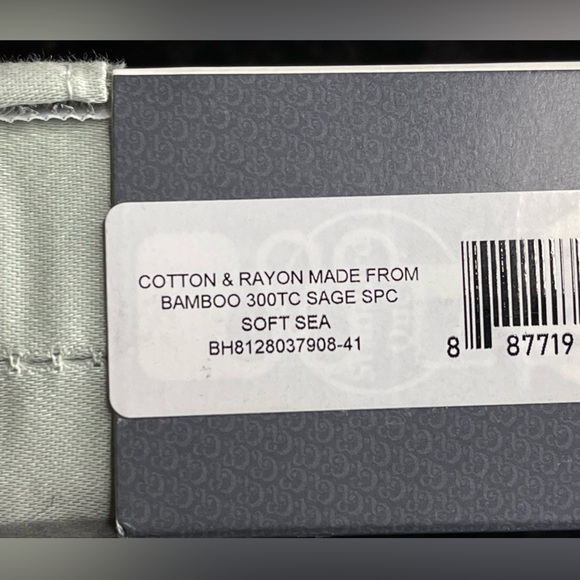 COTTON & RAYON MADE FROM
BAMBOO 300TC SAGE SPC
SOFT SEA
BH8128037908-41
8 87719